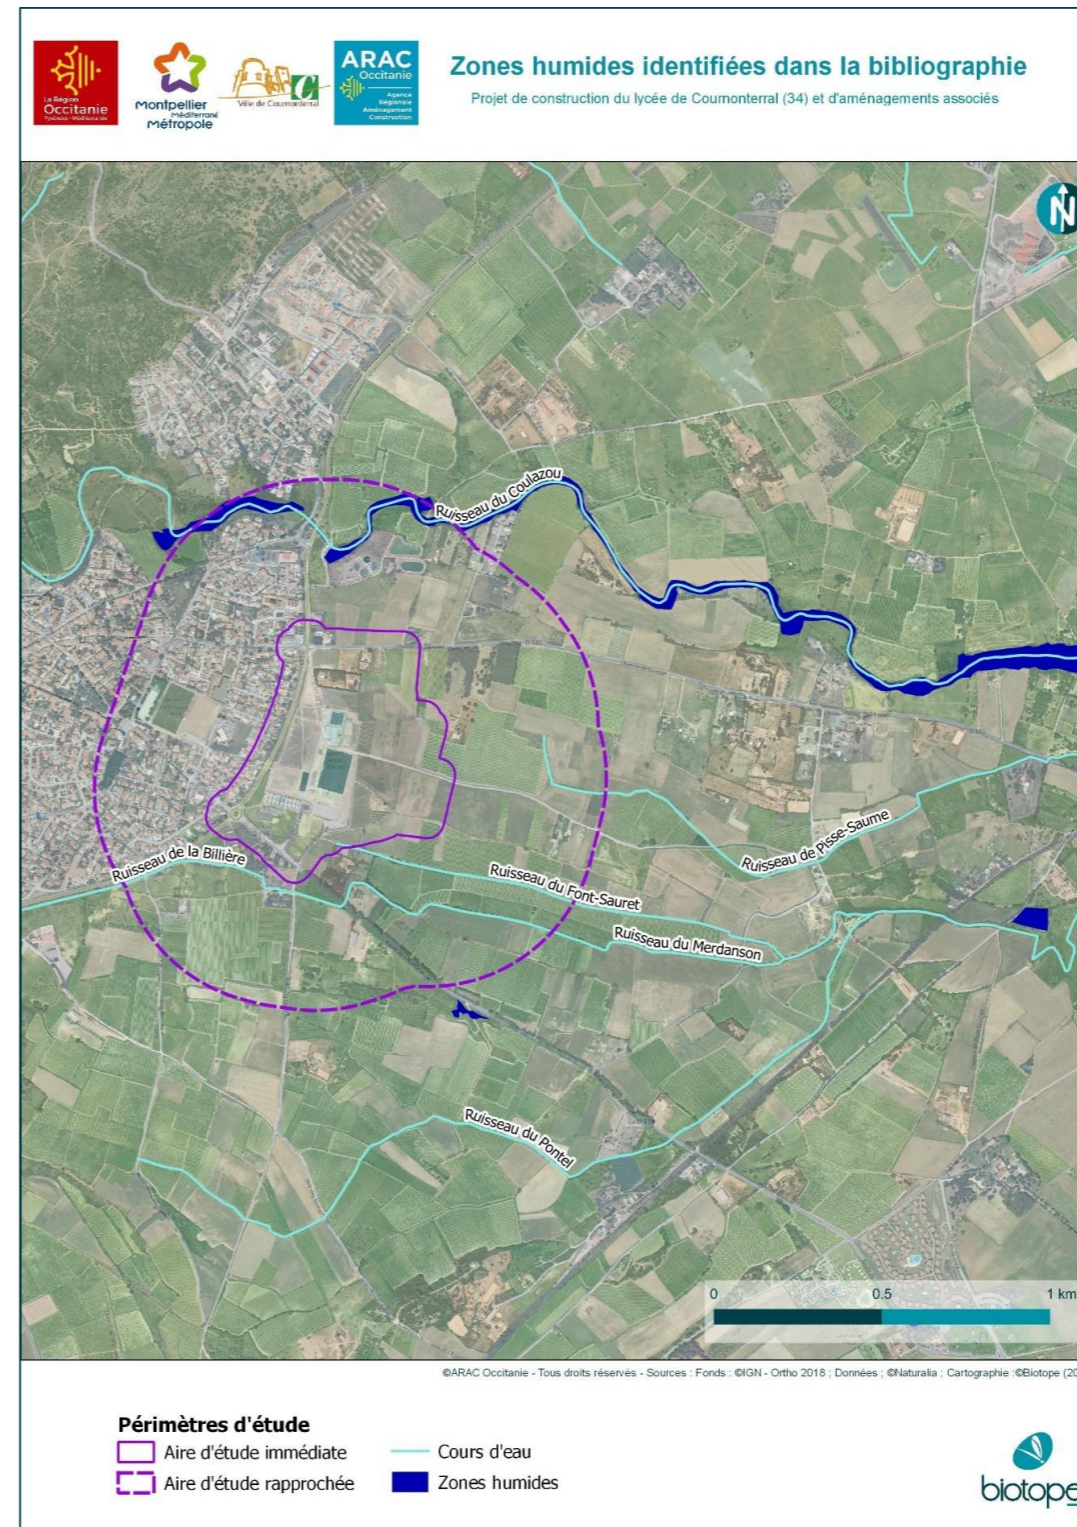 La Région
Occitanie
Pyrénées - Méditerranée
Montpellier
Méditerranée
Métropole
Ville de Cournonterral
ARAC
Occitanie
Agence
Régionale
Aménagement
Construction
Zones humides identifiées dans la bibliographie
Projet de construction du lycée de Cournonterral (34) et d'aménagements associés
N
Ruisseau du Coulazou
Ruisseau de Pisse-Saume
Ruisseau de la Billière
Ruisseau du Font-Sauret
Ruisseau du Merdanson
Ruisseau du Pontel
0 0.5 1 km
©ARAC Occitanie - Tous droits réservés - Sources : Fonds : ©IGN - Ortho 2018 ; Données : ©Naturalia ; Cartographie :©Biotope (20
Périmètres d'étude
Aire d'étude immédiate
Aire d'étude rapprochée
Cours d'eau
Zones humides
biotope